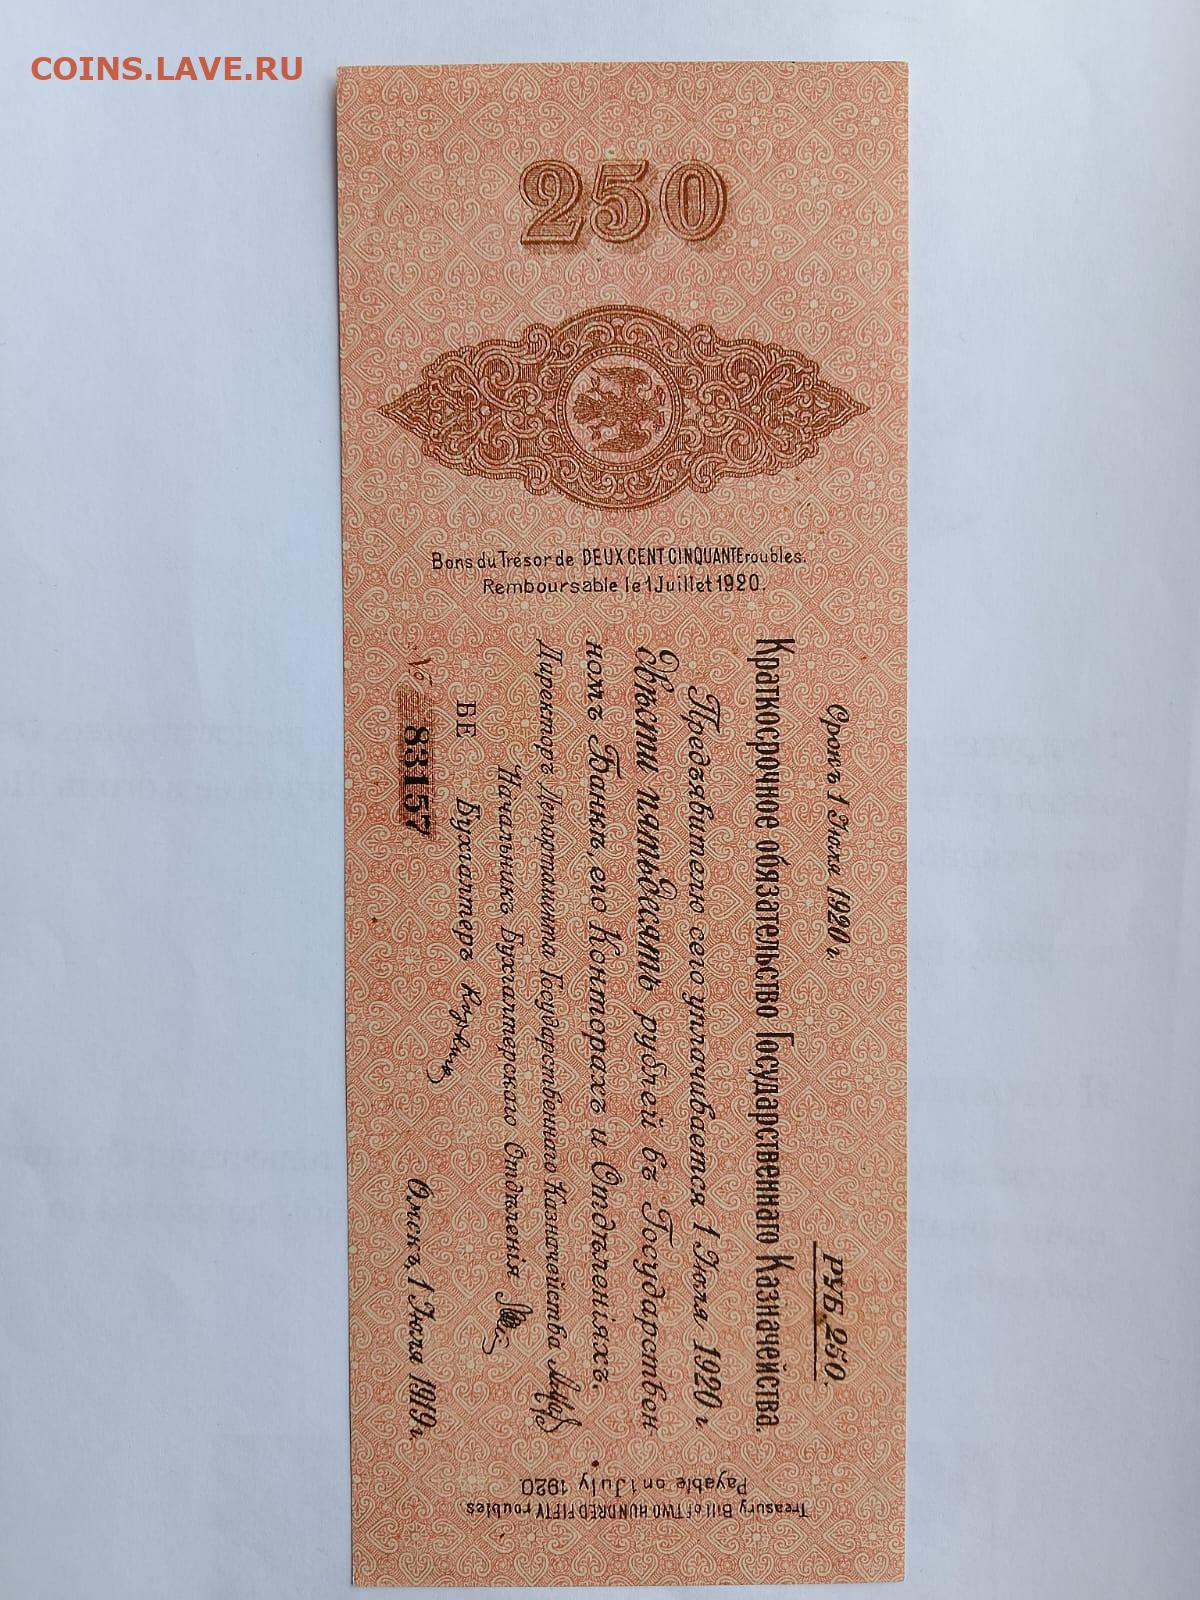 COINS.LAVE.RU
250
Bons du Trésor de DEUX CENT CINQUANTE roubles.
Remboursable le 1 Juillet 1920.
Срокъ 1 Іюля 1920 г.
РУБ. 250.
Краткосрочное обязательство Государственнаго Казначейства.
Предъявителю сего уплачивается 1 Іюля 1920 г.
двѣсти пятьдесятъ рублей въ Государствен-
номъ Банкѣ, его Конторахъ и Отдѣленіяхъ.
Директоръ Департамента Государственнаго Казначейства
Начальникъ Бухгалтерскаго Отдѣленія
БЕ Бухгалтеръ
№ 83157
Омскъ, 1 Іюля 1919 г.
Treasury Bill of TWO HUNDRED FIFTY roubles.
Payable on 1 July 1920.